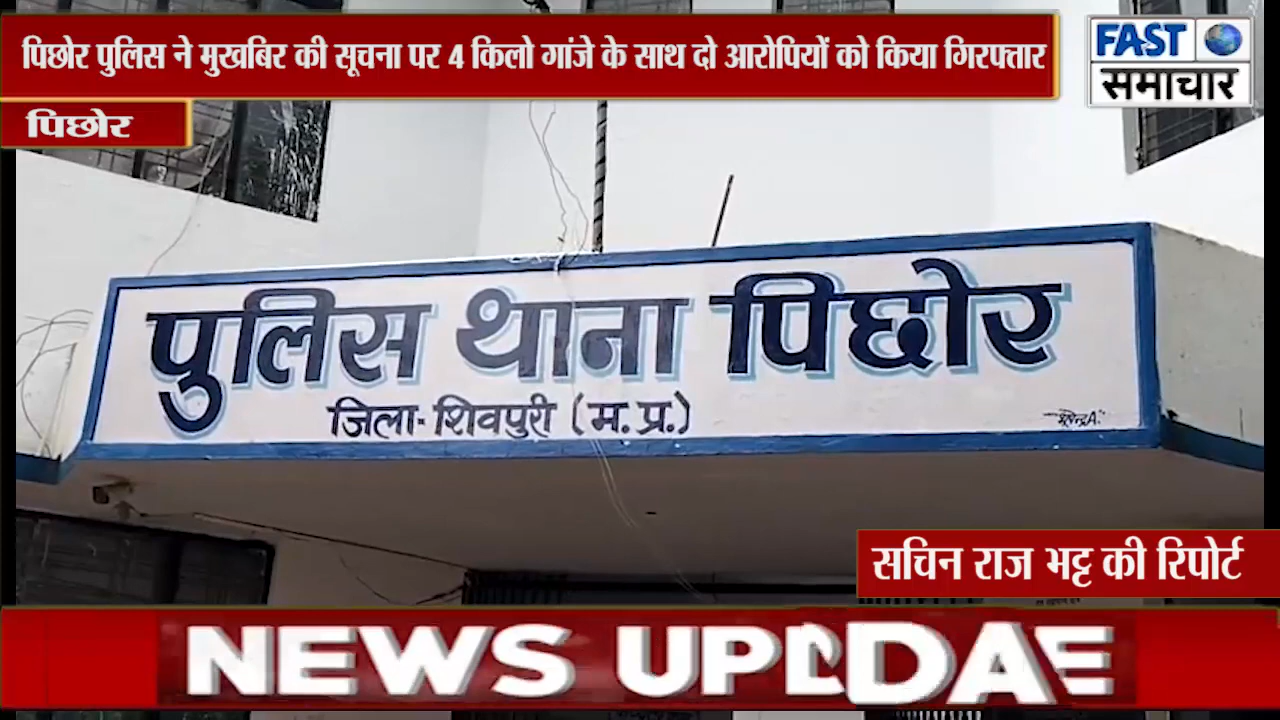 पिछोर पुलिस ने मुखबिर की सूचना पर 4 किलो गांजे के साथ दो आरोपियों को किया गिरफ्तार
FAST
समाचार
पिछोर
पुलिस थाना पिछोर
जिला- शिवपुरी (म.प्र.)
सचिन राज भट्ट की रिपोर्ट
NEWS UPDAE